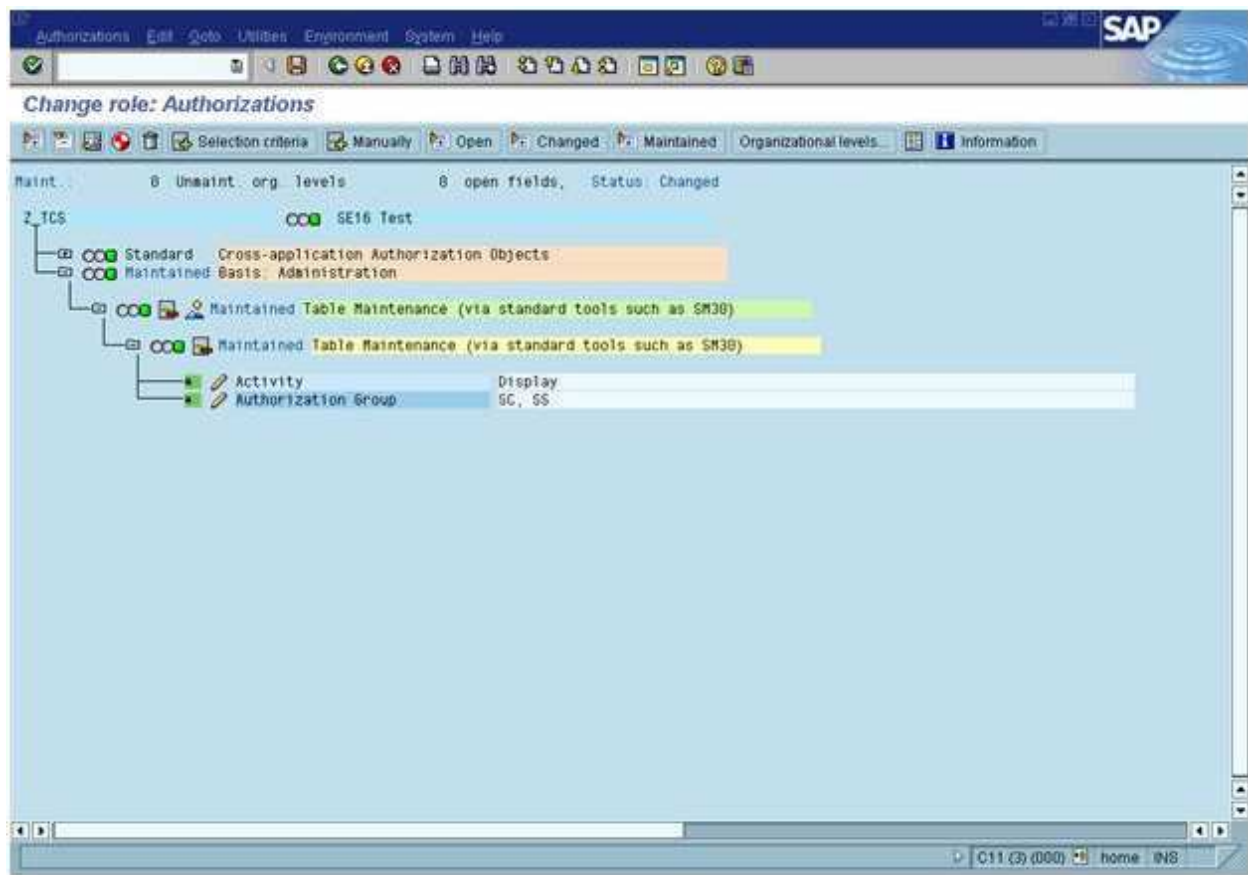 SAP
Authorizations Edit Goto Utilities Environment System Help
Change role: Authorizations
Selection criteria Manually Open Changed Maintained Organizational levels... Information
Maint.: 0 Unmaint. org. levels 0 open fields, Status: Changed
Z_TCS SE16 Test
Standard Cross-application Authorization Objects
Maintained Basis: Administration
Maintained Table Maintenance (via standard tools such as SM30)
Maintained Table Maintenance (via standard tools such as SM30)
Activity Display
Authorization Group SC, SS
C11 (3) (000) home INS